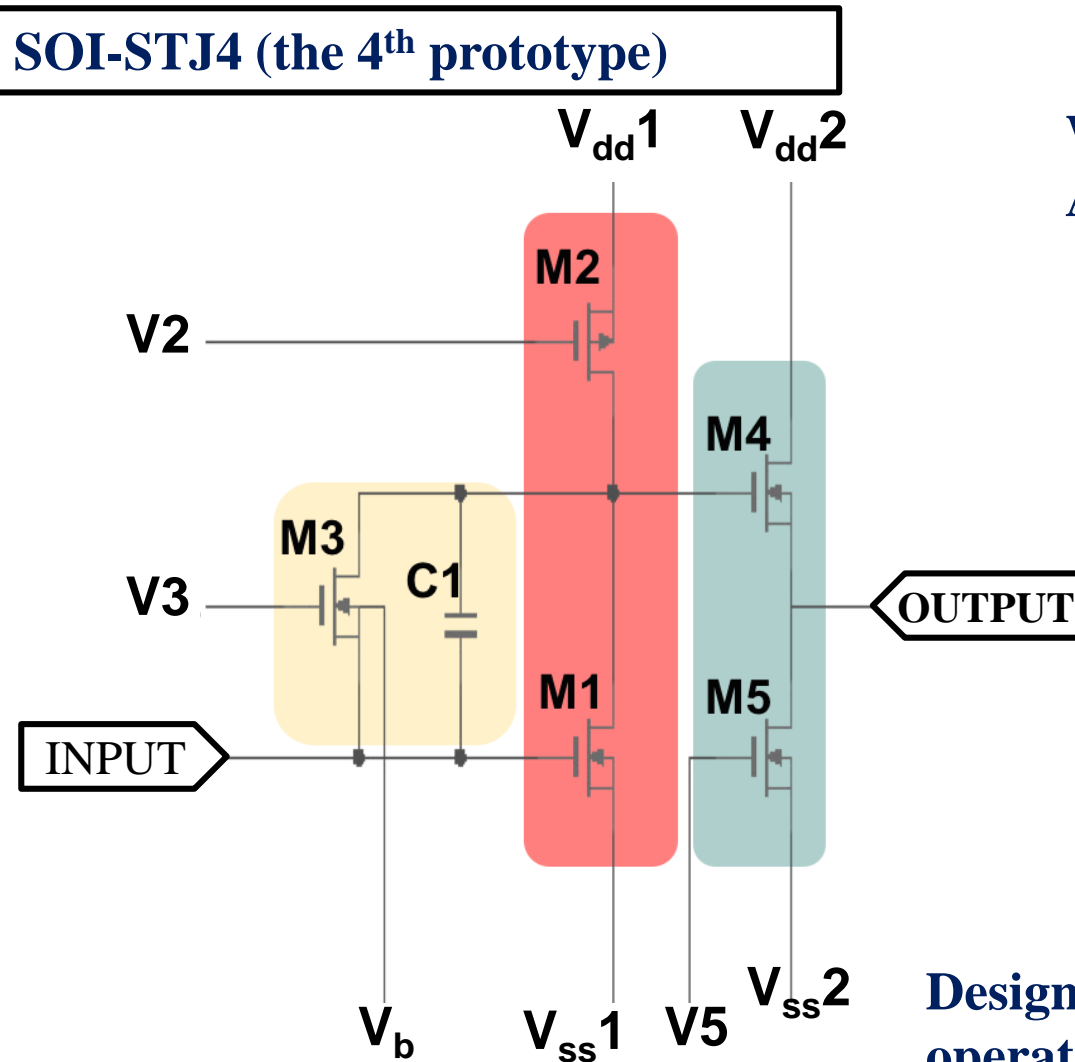 SOI-STJ4 (the 4th prototype)
Vdd1 Vdd2
M2
V2
M4
M3
C1
V3
OUTPUT
M1 M5
INPUT
Vb Vss1 V5 Vss2
Design
operat